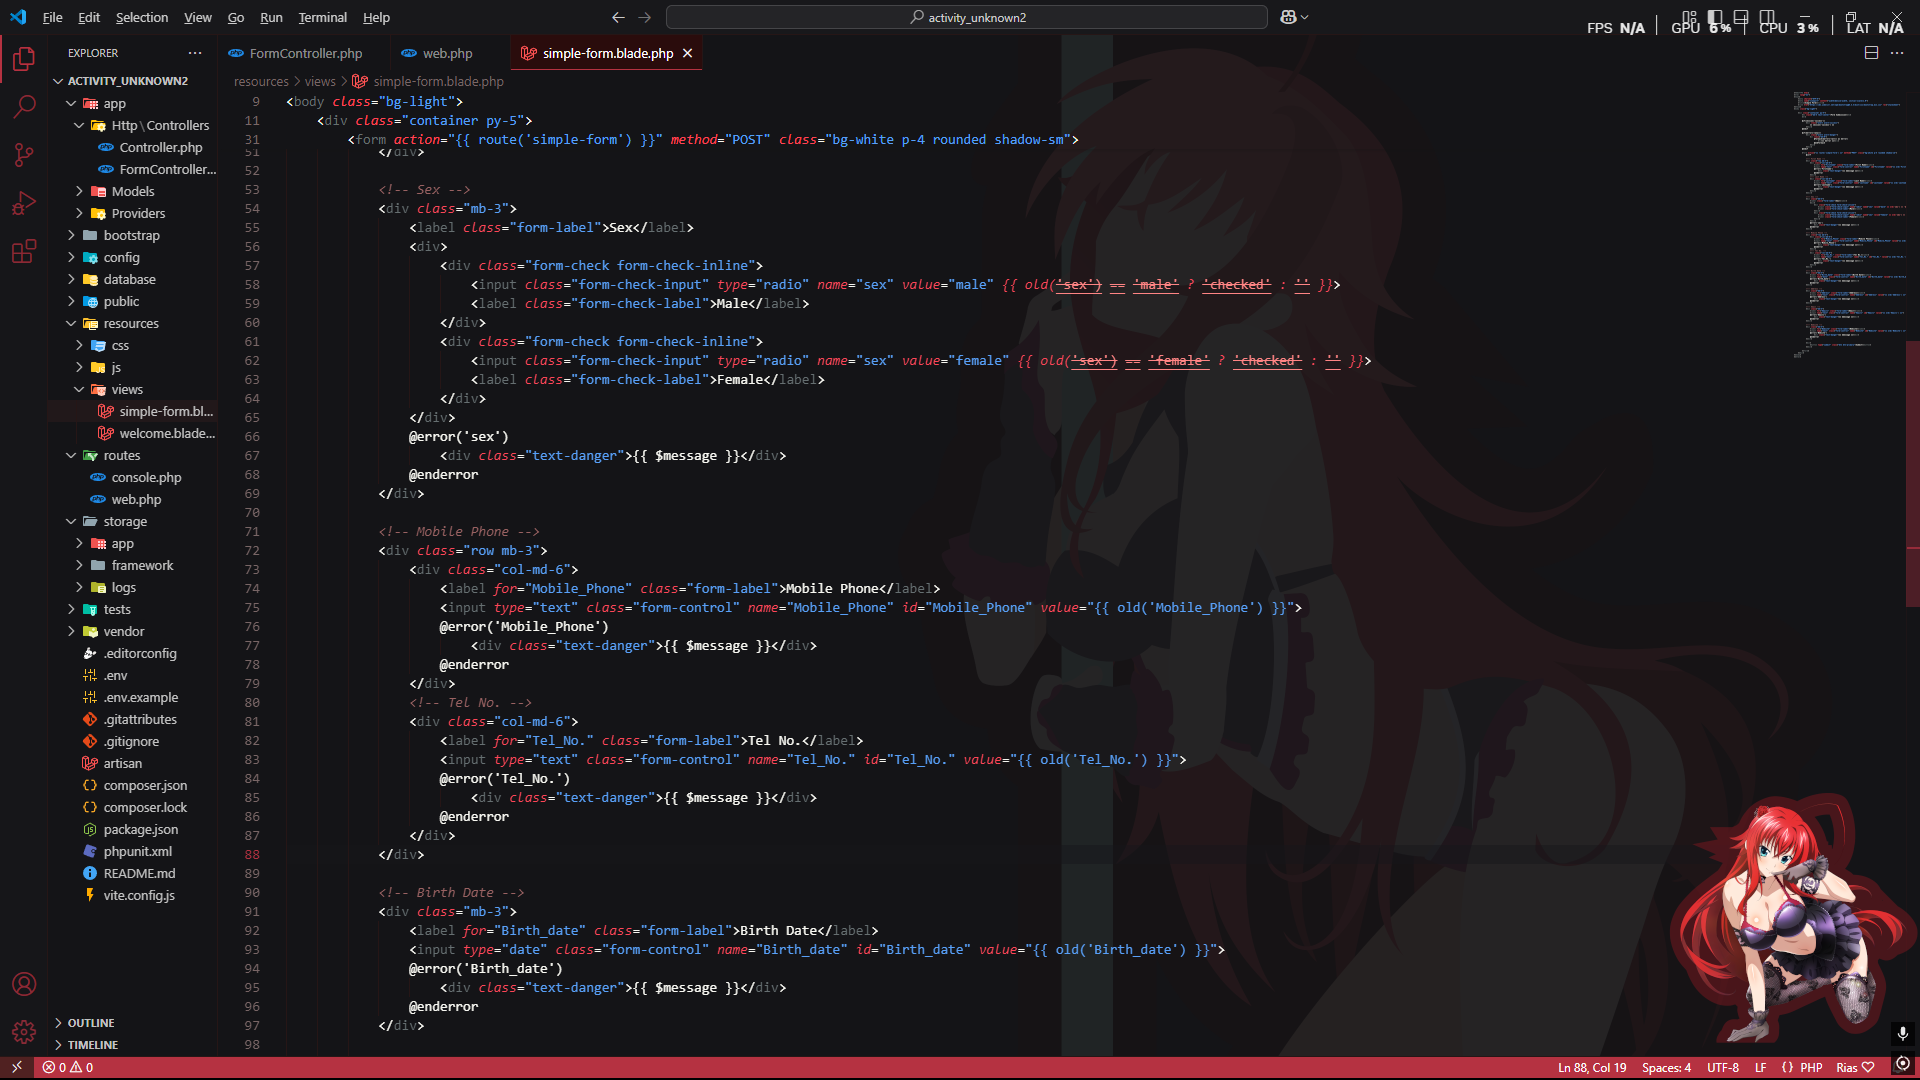 File Edit Selection View Go Run Terminal Help
activity_unknown2
FPS N/A GPU 6% CPU 3% LAT N/A
EXPLORER
FormController.php
web.php
simple-form.blade.php
resources > views > simple-form.blade.php
ACTIVITY_UNKNOWN2
app
Http \ Controllers
Controller.php
FormController...
Models
Providers
bootstrap
config
database
public
resources
css
js
views
simple-form.bl...
welcome.blade...
routes
console.php
web.php
storage
app
framework
logs
tests
vendor
.editorconfig
.env
.env.example
.gitattributes
.gitignore
artisan
composer.json
composer.lock
package.json
phpunit.xml
README.md
vite.config.js
OUTLINE
TIMELINE
9 <body class="bg-light">
11 <div class="container py-5">
31 <form action="{{ route('simple-form') }}" method="POST" class="bg-white p-4 rounded shadow-sm">
51 </div>
52
53 <!-- Sex -->
54 <div class="mb-3">
55 <label class="form-label">Sex</label>
56 <div>
57 <div class="form-check form-check-inline">
58 <input class="form-check-input" type="radio" name="sex" value="male" {{ old('sex') == 'male' ? 'checked' : '' }}>
59 <label class="form-check-label">Male</label>
60 </div>
61 <div class="form-check form-check-inline">
62 <input class="form-check-input" type="radio" name="sex" value="female" {{ old('sex') == 'female' ? 'checked' : '' }}>
63 <label class="form-check-label">Female</label>
64 </div>
65 </div>
66 @error('sex')
67 <div class="text-danger">{{ $message }}</div>
68 @enderror
69 </div>
70
71 <!-- Mobile Phone -->
72 <div class="row mb-3">
73 <div class="col-md-6">
74 <label for="Mobile_Phone" class="form-label">Mobile Phone</label>
75 <input type="text" class="form-control" name="Mobile_Phone" id="Mobile_Phone" value="{{ old('Mobile_Phone') }}">
76 @error('Mobile_Phone')
77 <div class="text-danger">{{ $message }}</div>
78 @enderror
79 </div>
80 <!-- Tel No. -->
81 <div class="col-md-6">
82 <label for="Tel_No." class="form-label">Tel No.</label>
83 <input type="text" class="form-control" name="Tel_No." id="Tel_No." value="{{ old('Tel_No.') }}">
84 @error('Tel_No.')
85 <div class="text-danger">{{ $message }}</div>
86 @enderror
87 </div>
88 </div>
89
90 <!-- Birth Date -->
91 <div class="mb-3">
92 <label for="Birth_date" class="form-label">Birth Date</label>
93 <input type="date" class="form-control" name="Birth_date" id="Birth_date" value="{{ old('Birth_date') }}">
94 @error('Birth_date')
95 <div class="text-danger">{{ $message }}</div>
96 @enderror
97 </div>
98
0 0
Ln 88, Col 19 Spaces: 4 UTF-8 LF {} PHP Rias ♡